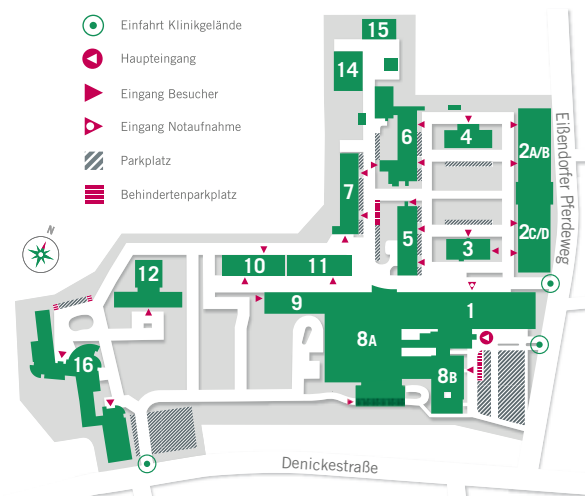 Einfahrt Klinikgelände
Haupteingang
Eingang Besucher
Eingang Notaufnahme
Parkplatz
Behindertenparkplatz
N
15
14
6
4
2A/B
Eißendorfer Pferdeweg
7
5
3
2C/D
12
10
11
9
1
8A
8B
16
Denickestraße